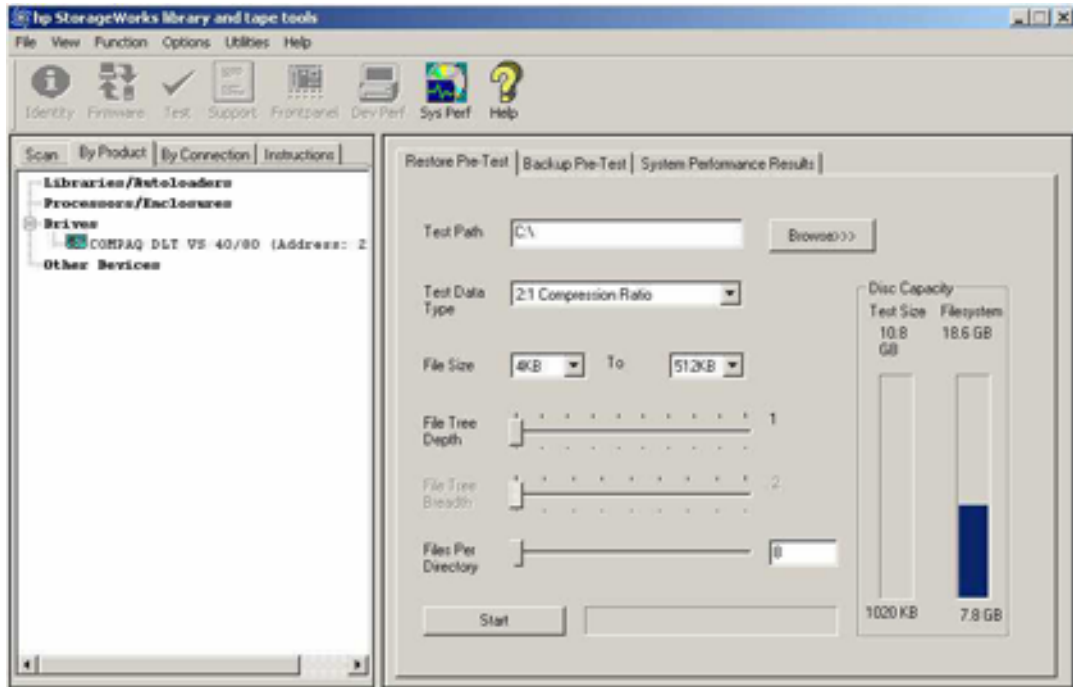 hp StorageWorks library and tape tools
File View Function Options Utilities Help
Identity Firmware Test Support Frontpanel Dev Perf Sys Perf Help
Scan By Product By Connection Instructions
Libraries/Autoloaders
Processors/Enclosures
Drives
COMPAQ DLT VS 40/80 (Address: 2
Other Devices
Restore Pre-Test Backup Pre-Test System Performance Results
Test Path C:\ Browse>>>
Test Data Type 2:1 Compression Ratio
File Size 4KB To 512KB
File Tree Depth 1
File Tree Breadth 2
Files Per Directory 8
Start
Disc Capacity
Test Size Filesystem
10.8 GB 18.6 GB
1020 KB 7.8 GB